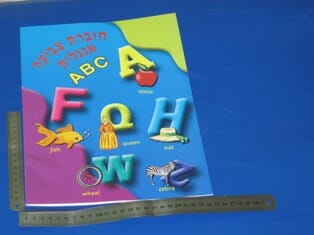 חוברת צביעה
אנגלית
ABC
A
apple
F
Q
H
fish
queen
hat
W
Z
wheel
zebra